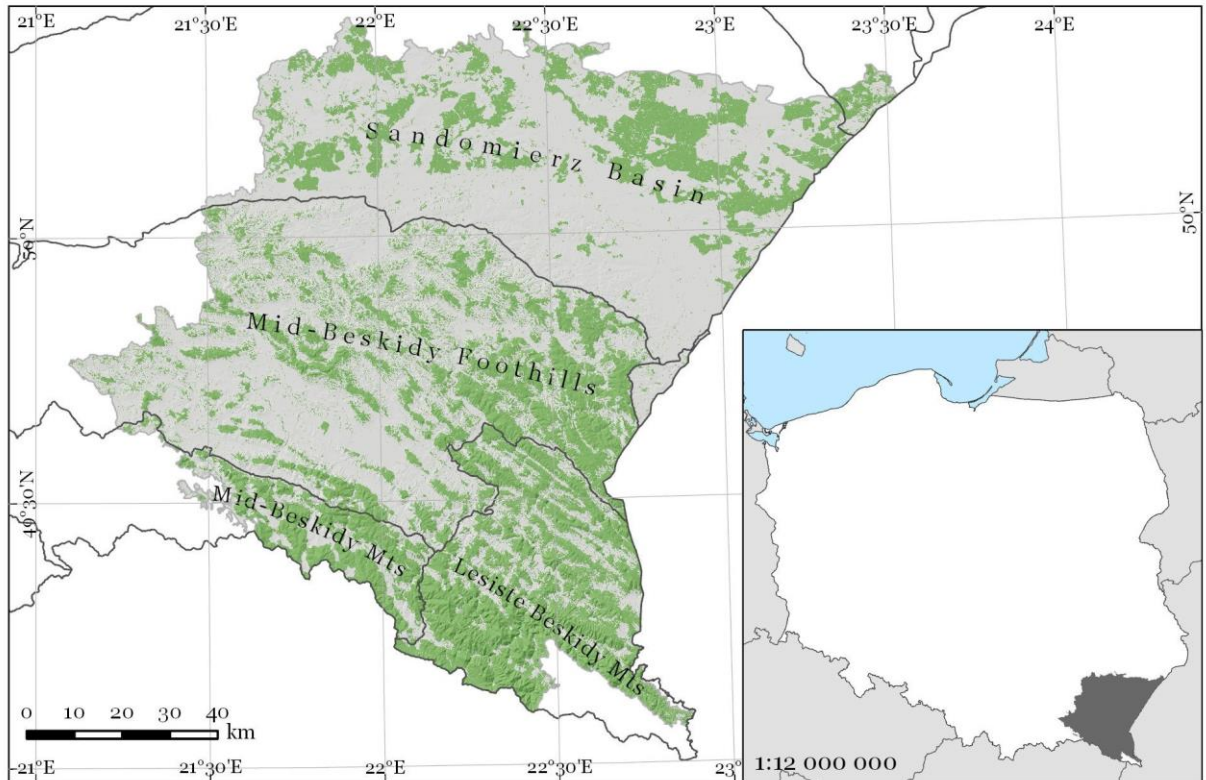 21°E
21°30'E
22°E
22°30'E
23°E
23°30'E
24°E
Sandomierz Basin
50°N
50°N
Mid-Beskidy Foothills
49°30'N
Mid-Beskidy Mts
Lesiste Beskidy Mts
0 10 20 30 40
km
1:12 000 000
21°E
21°30'E
22°E
22°30'E